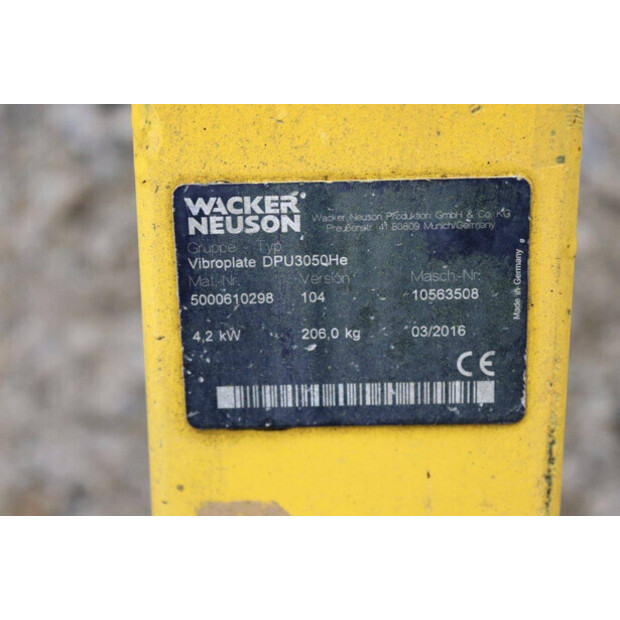 WACKER
NEUSON
Wacker Neuson Produktion GmbH & Co. KG
Preußenstr. 41 80809 Munich/Germany
Gruppe - Typ
Vibroplate DPU3050He
Mat.-Nr. Version Masch.-Nr.
5000610298 104 10563508
4,2 kW 206,0 kg 03/2016
Made in Germany
CE